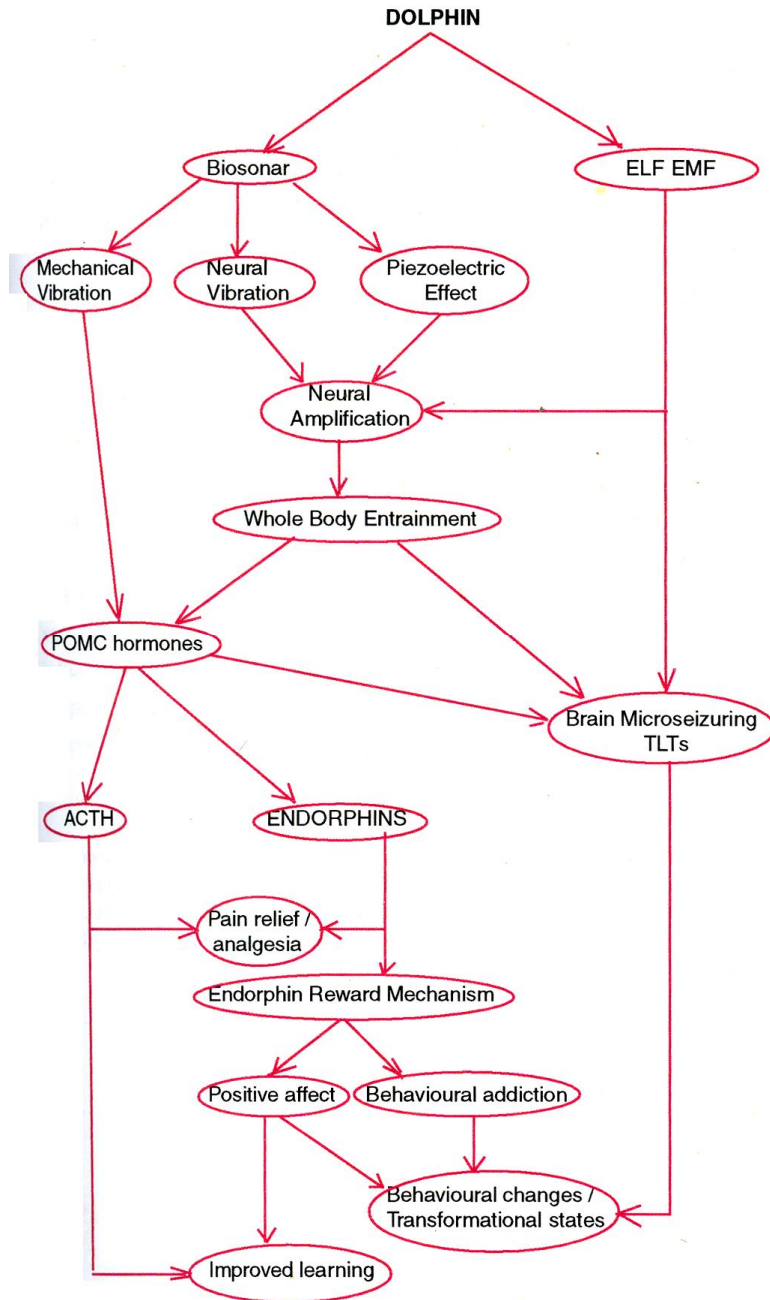 DOLPHIN
Biosonar
ELF EMF
Mechanical
Vibration
Neural
Vibration
Piezoelectric
Effect
Neural
Amplification
Whole Body Entrainment
POMC hormones
Brain Microseizuring
TLTs
ACTH
ENDORPHINS
Pain relief /
analgesia
Endorphin Reward Mechanism
Positive affect
Behavioural addiction
Behavioural changes /
Transformational states
Improved learning